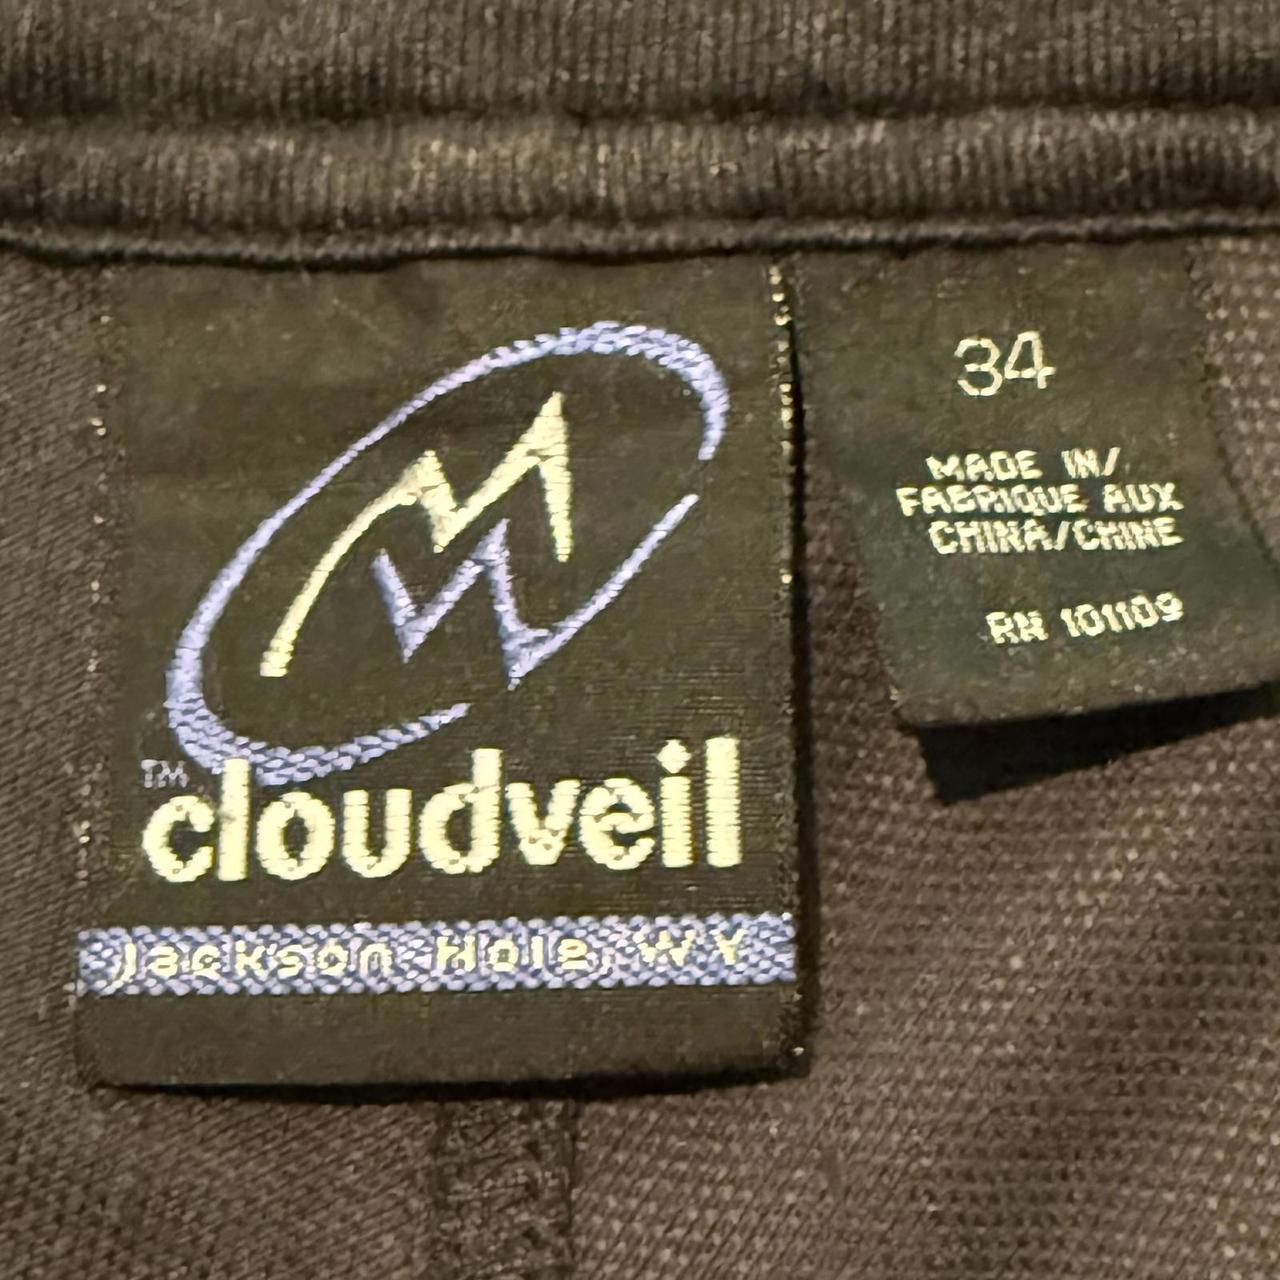 ™
cloudveil
Jackson Hole, WY
34
MADE IN/
FABRIQUE AUX
CHINA/CHINE
RN 101109